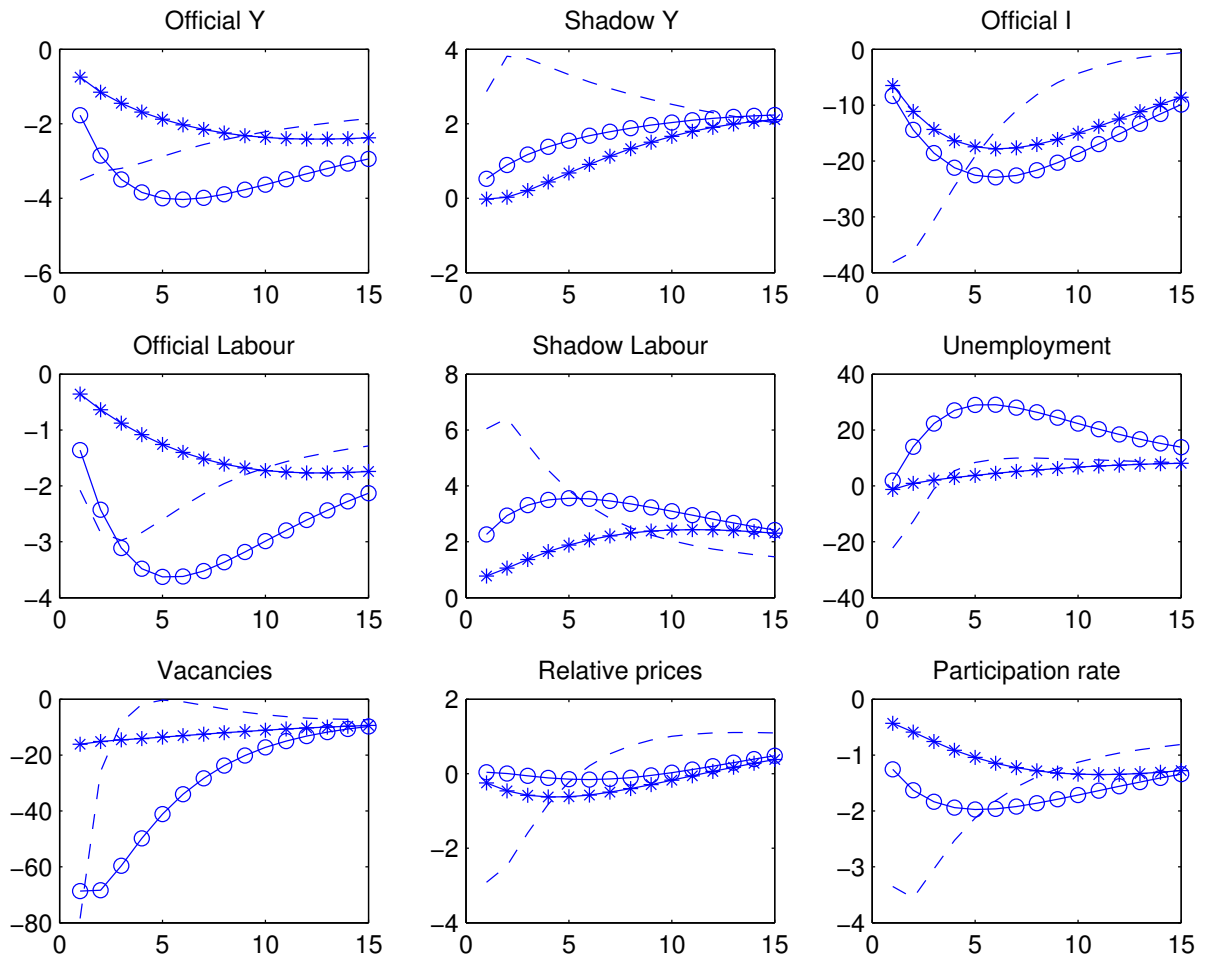 Official Y
Shadow Y
Official I
0
−2
−4
−6
0 5 10 15
4
2
0
−2
0 5 10 15
0
−10
−20
−30
−40
0 5 10 15
Official Labour
Shadow Labour
Unemployment
0
−1
−2
−3
−4
0 5 10 15
8
6
4
2
0
0 5 10 15
40
20
0
−20
−40
0 5 10 15
Vacancies
Relative prices
Participation rate
0
−20
−40
−60
−80
0 5 10 15
2
0
−2
−4
0 5 10 15
0
−1
−2
−3
−4
0 5 10 15